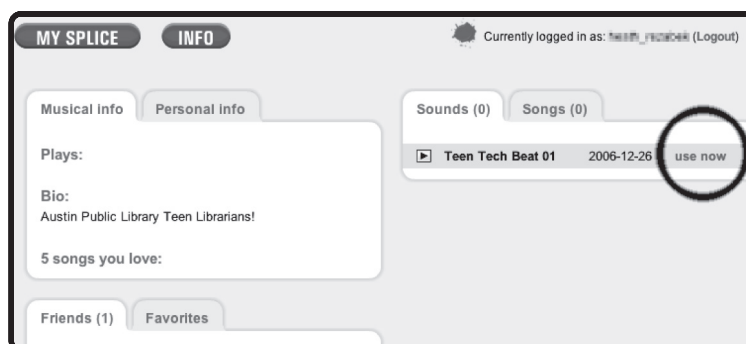 MY SPLICE INFO
Currently logged in as: (Logout)
Musical info Personal info
Plays:
Bio:
Austin Public Library Teen Librarians!
5 songs you love:
Friends (1) Favorites
Sounds (0) Songs (0)
Teen Tech Beat 01 2006-12-26 use now